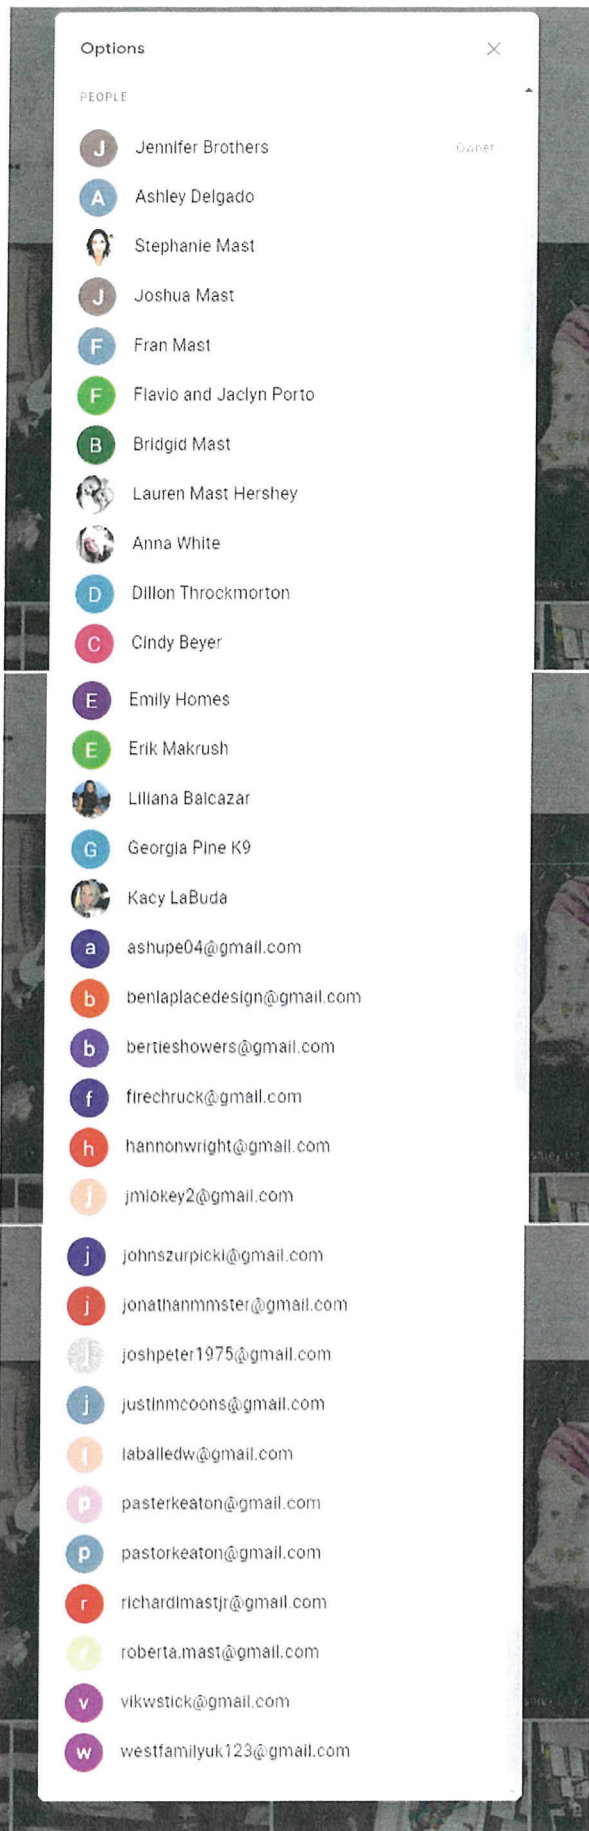 Options
PEOPLE
J Jennifer Brothers Owner
A Ashley Delgado
Stephanie Mast
J Joshua Mast
F Fran Mast
F Flavio and Jaclyn Porto
B Bridgid Mast
Lauren Mast Hershey
Anna White
D Dillon Throckmorton
C Cindy Beyer
E Emily Homes
E Erik Makrush
Liliana Balcazar
G Georgia Pine K9
Kacy LaBuda
a ashupe04@gmail.com
b benlaplacedesign@gmail.com
b bertieshowers@gmail.com
f firechruck@gmail.com
h hannonwright@gmail.com
j jmlokey2@gmail.com
j johnszurpicki@gmail.com
j jonathanmmster@gmail.com
j joshpeter1975@gmail.com
j justinmcoons@gmail.com
l laballedw@gmail.com
p pasterkeaton@gmail.com
p pastorkeaton@gmail.com
r richardlmastjr@gmail.com
r roberta.mast@gmail.com
v vikwstick@gmail.com
w westfamilyuk123@gmail.com